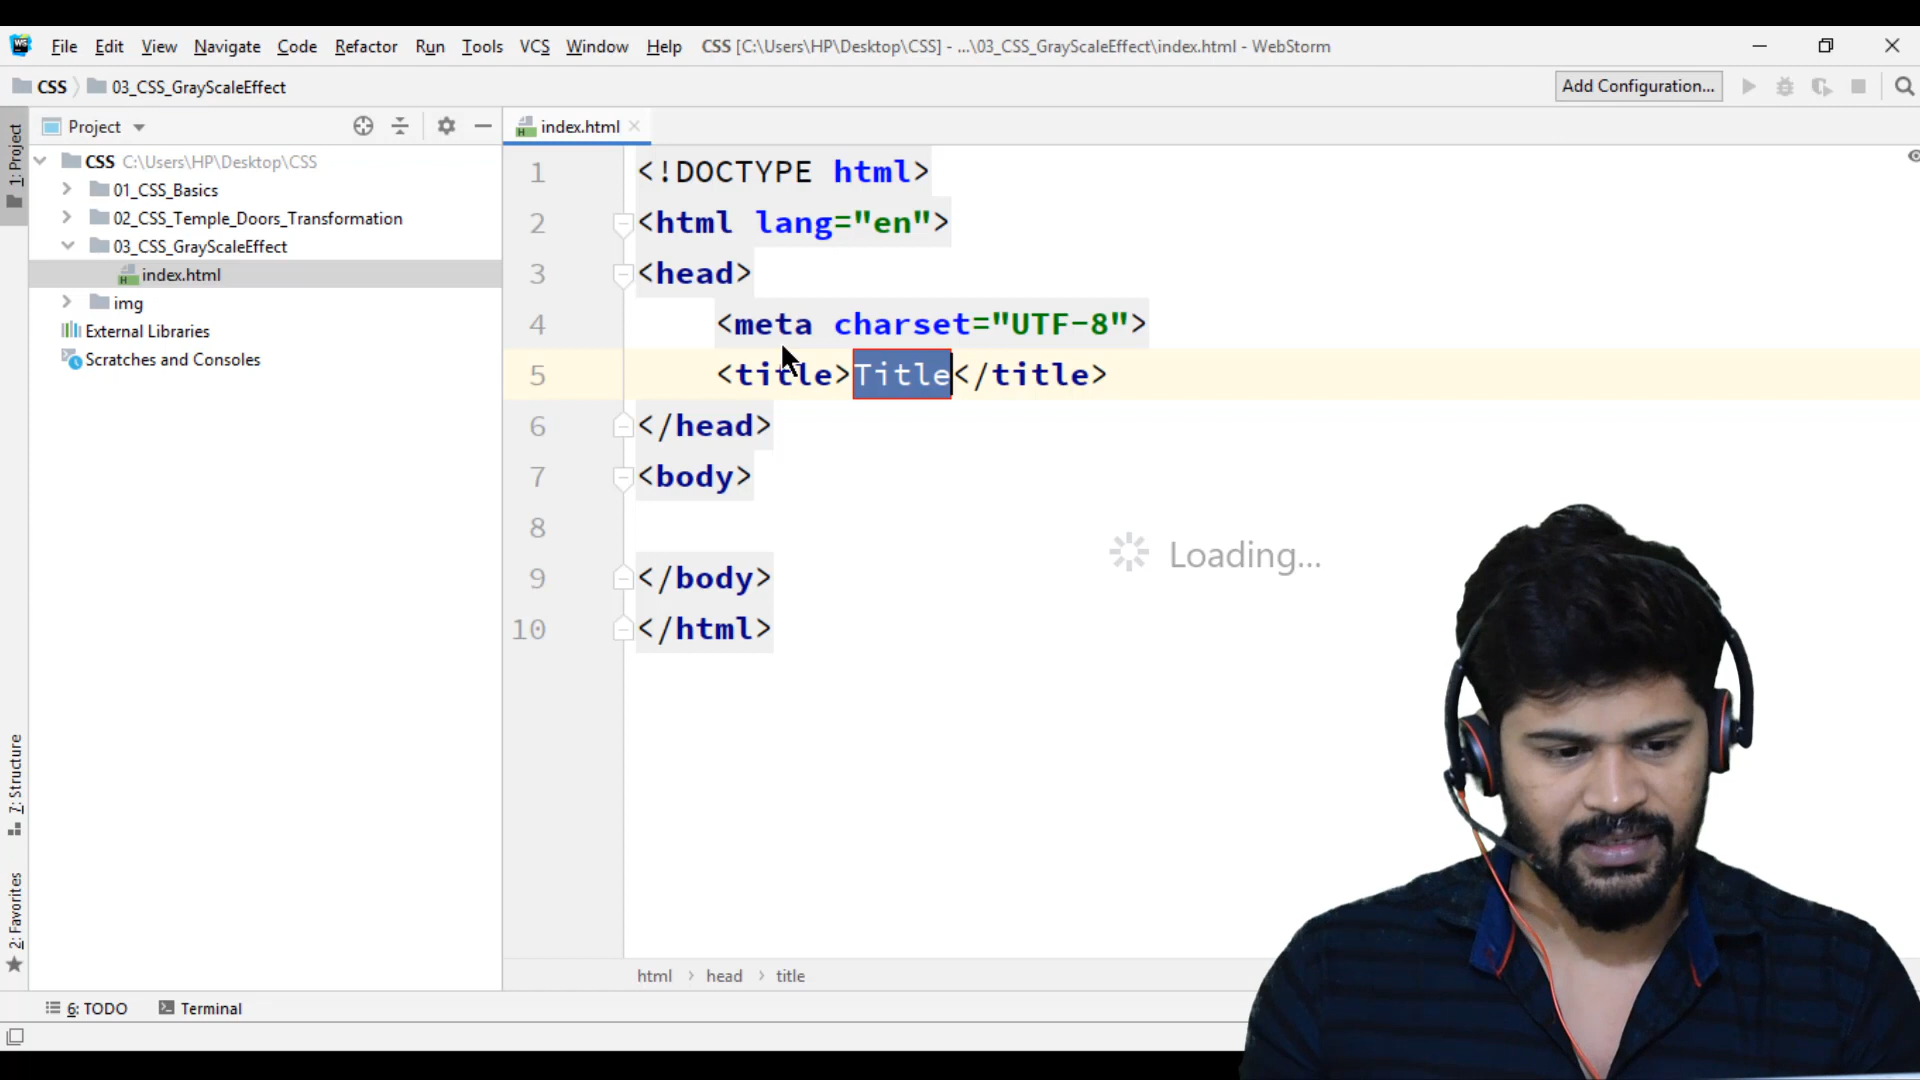 WS File Edit View Navigate Code Refactor Run Tools VCS Window Help CSS [C:\Users\HP\Desktop\CSS] - ...\03_CSS_GrayScaleEffect\index.html - WebStorm
CSS 03_CSS_GrayScaleEffect Add Configuration...
1: Project
Project
CSS C:\Users\HP\Desktop\CSS
01_CSS_Basics
02_CSS_Temple_Doors_Transformation
03_CSS_GrayScaleEffect
index.html
img
External Libraries
Scratches and Consoles
7: Structure
2: Favorites
index.html
1 <!DOCTYPE html>
2 <html lang="en">
3 <head>
4 <meta charset="UTF-8">
5 <title>Title</title>
6 </head>
7 <body>
8
9 </body>
10 </html>
Loading...
html > head > title
6: TODO Terminal